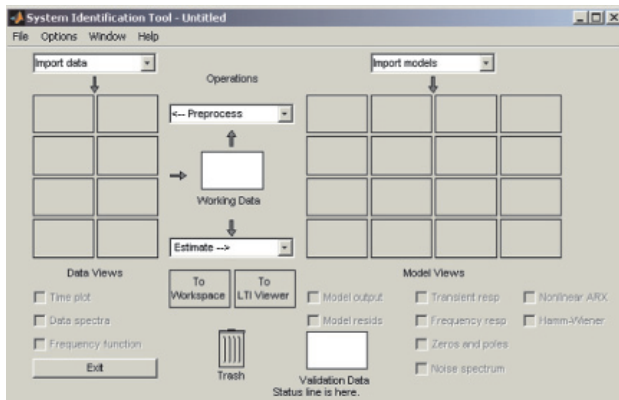 System Identification Tool - Untitled
File Options Window Help
Import data
Import models
Operations
<-- Preprocess
Working Data
Estimate -->
Data Views
Model Views
To Workspace
To LTI Viewer
Time plot
Data spectra
Frequency function
Model output
Model resids
Transient resp
Frequency resp
Zeros and poles
Noise spectrum
Nonlinear ARX
Hamm-Wiener
Exit
Trash
Validation Data
Status line is here.